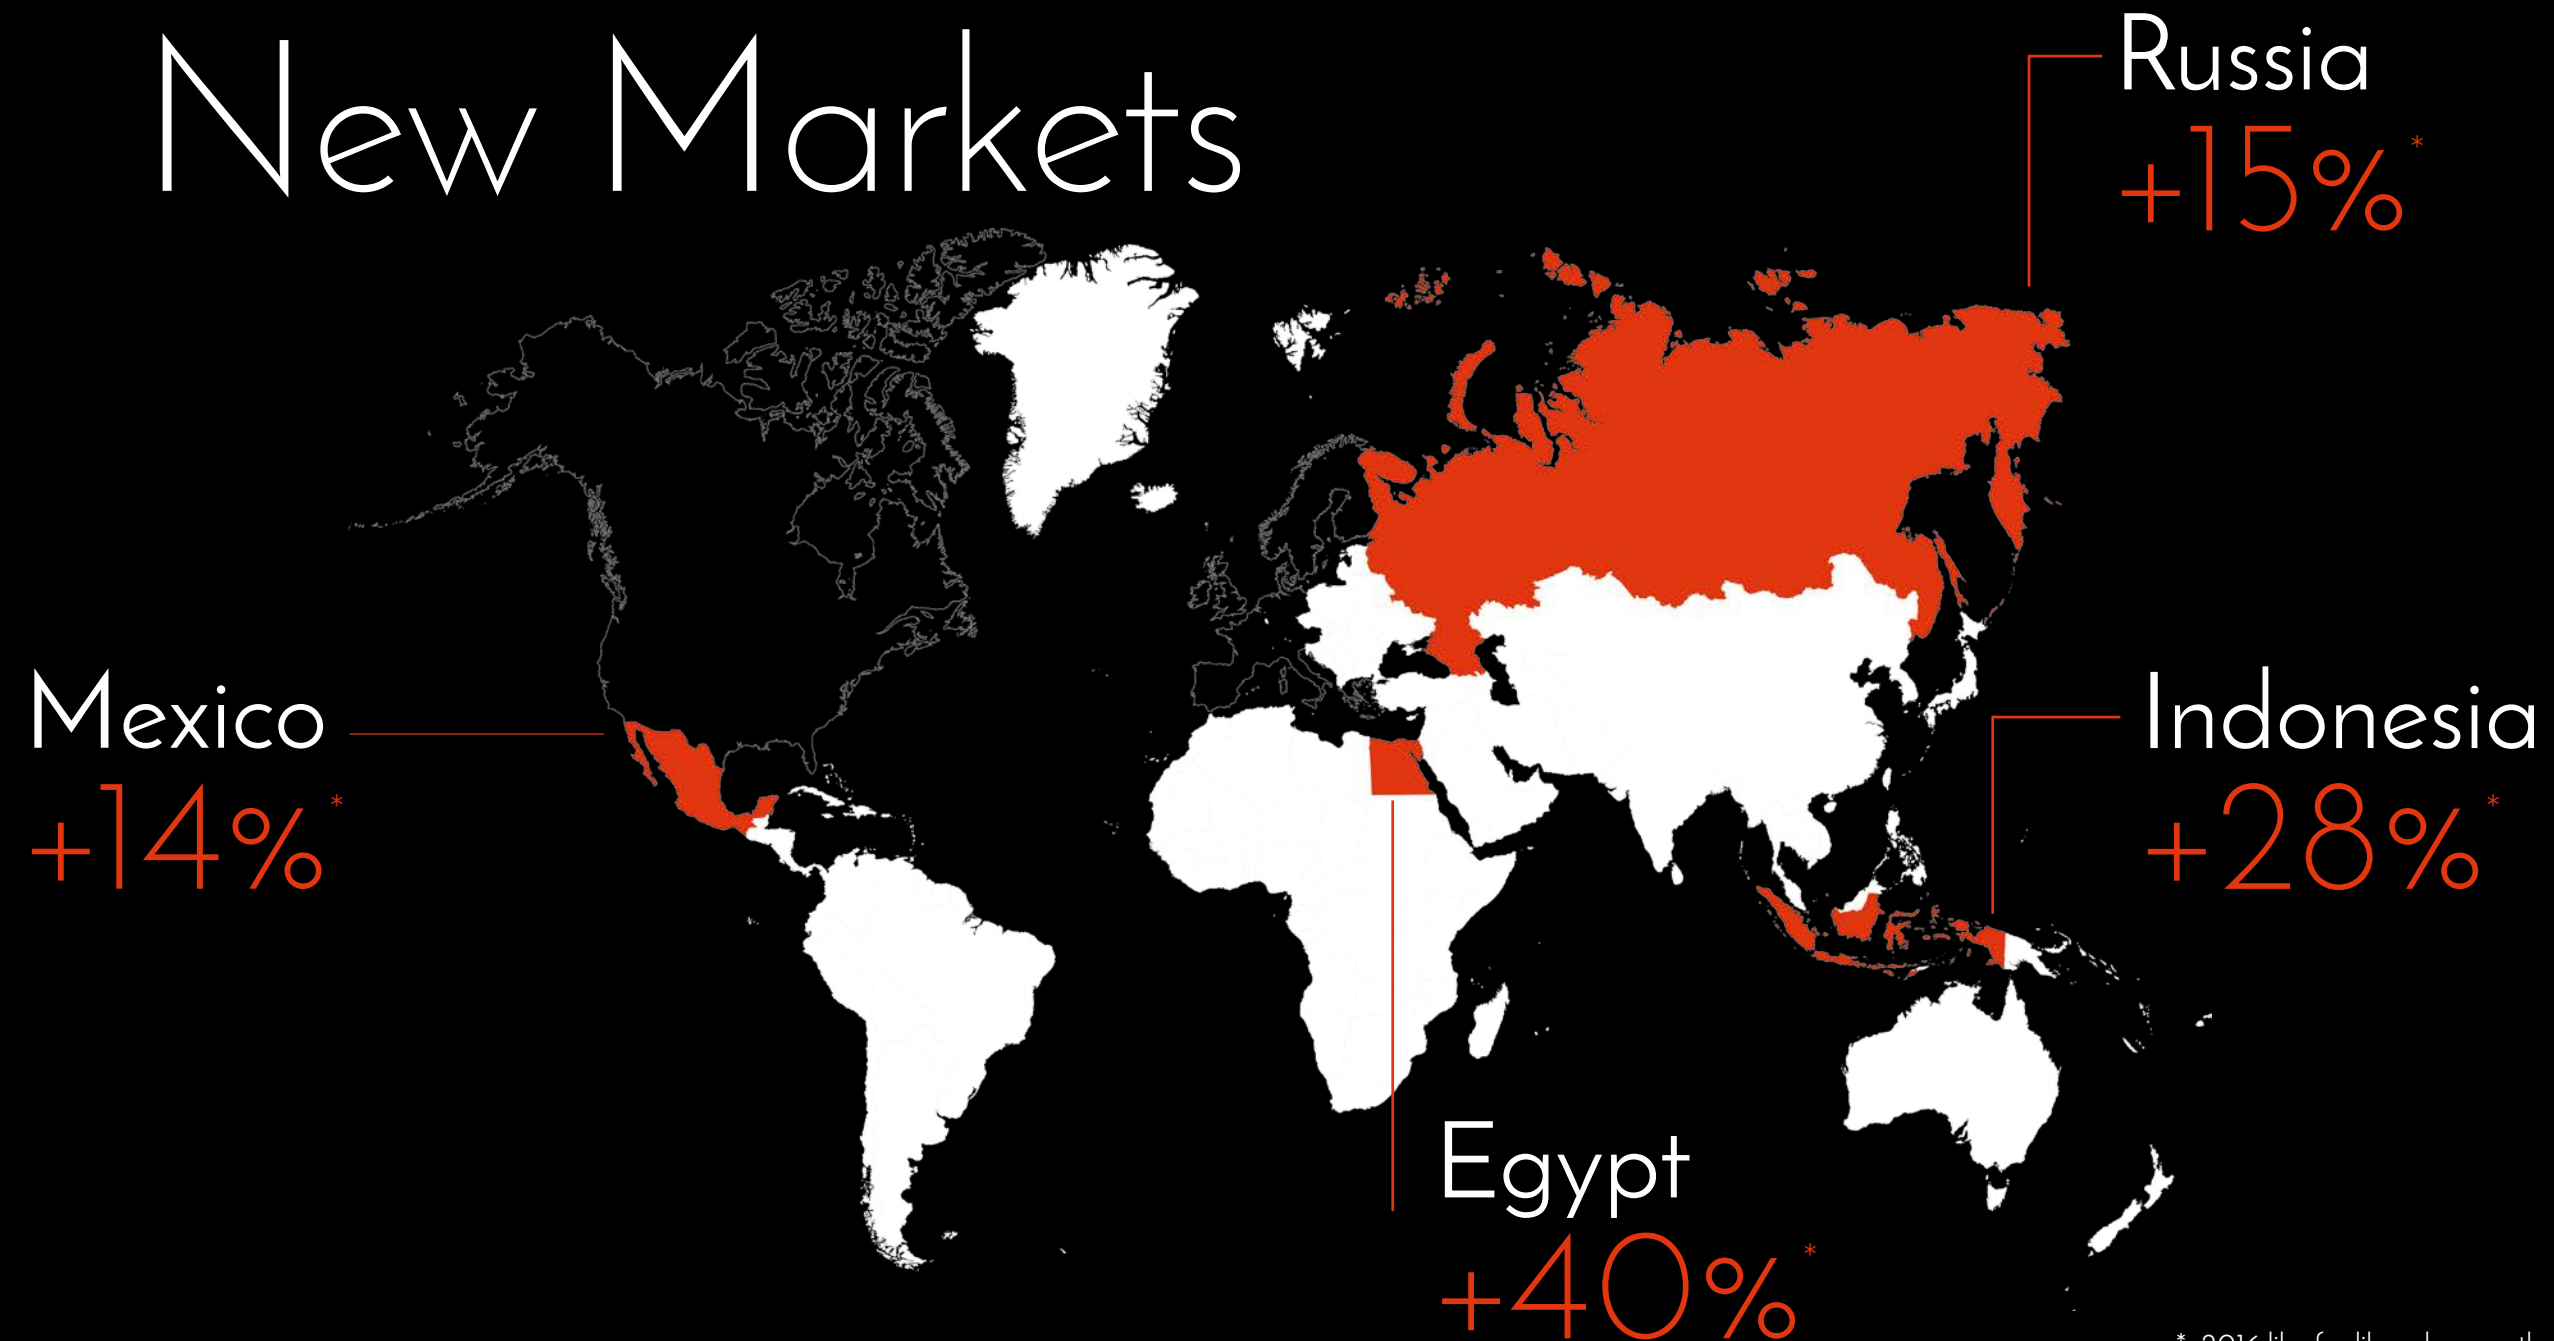 New Markets
Russia
+15%*
Mexico
+14%*
Indonesia
+28%*
Egypt
+40%*